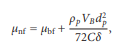 μnf = μbf + ρpVBd²p / 72Cδ,